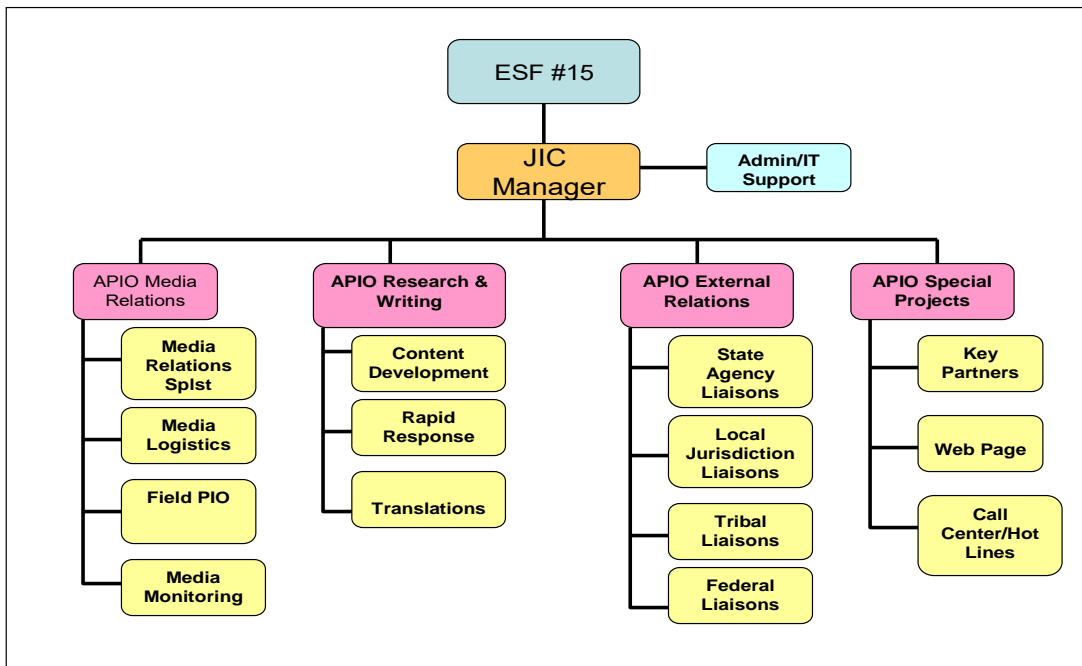 ESF #15
JIC
Manager
Admin/IT
Support
APIO Media
Relations
Media
Relations
Splst
Media
Logistics
Field PIO
Media
Monitoring
APIO Research &
Writing
Content
Development
Rapid
Response
Translations
APIO External
Relations
State
Agency
Liaisons
Local
Jurisdiction
Liaisons
Tribal
Liaisons
Federal
Liaisons
APIO Special
Projects
Key
Partners
Web Page
Call
Center/Hot
Lines